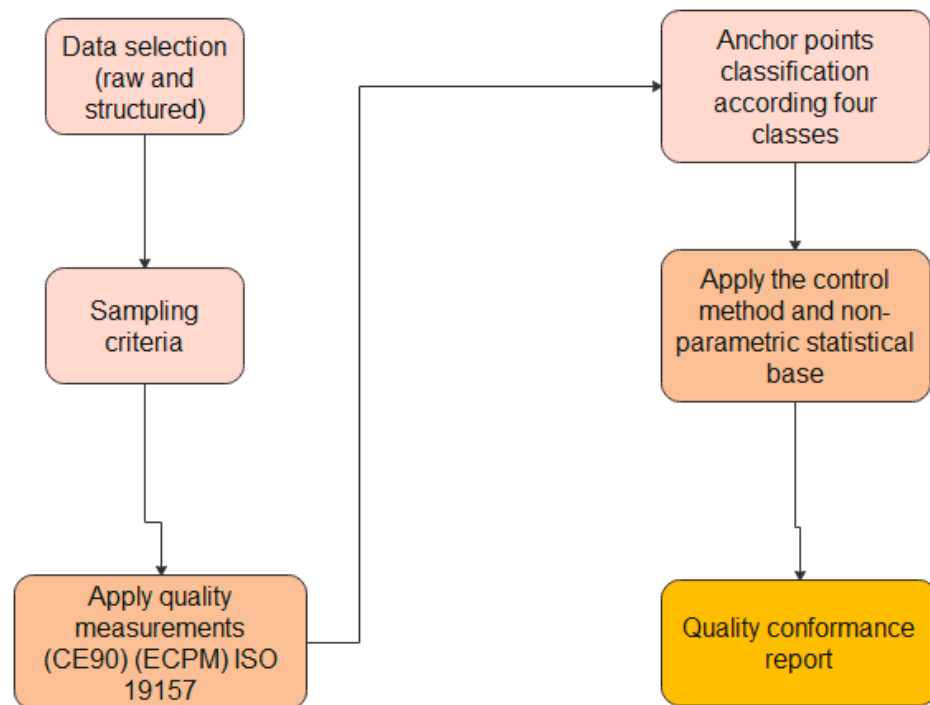 Data selection
(raw and
structured)
Sampling
criteria
Apply quality
measurements
(CE90) (ECPM) ISO
19157
Anchor points
classification
according four
classes
Apply the control
method and non-
parametric statistical
base
Quality conformance
report